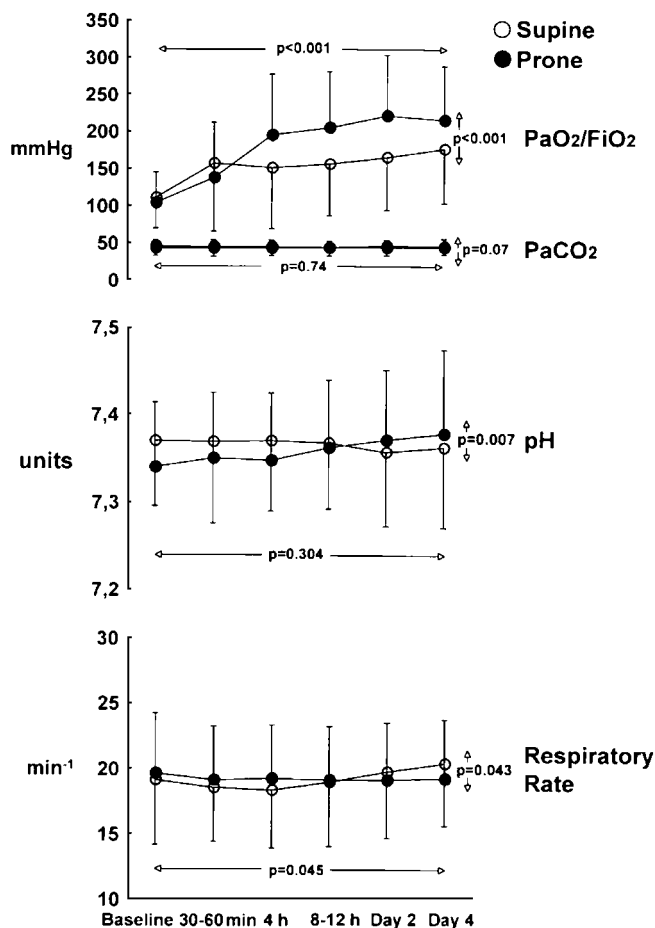 Supine
Prone
350
300
250
200
150
100
50
0
mmHg
p<0.001
p<0.001
PaO2/FiO2
p=0.07
PaCO2
p=0.74
7,5
7,4
7,3
7,2
units
p=0.007
pH
p=0.304
30
25
20
15
10
min-1
p=0.043
Respiratory
Rate
p=0.045
Baseline 30-60 min 4 h 8-12 h Day 2 Day 4